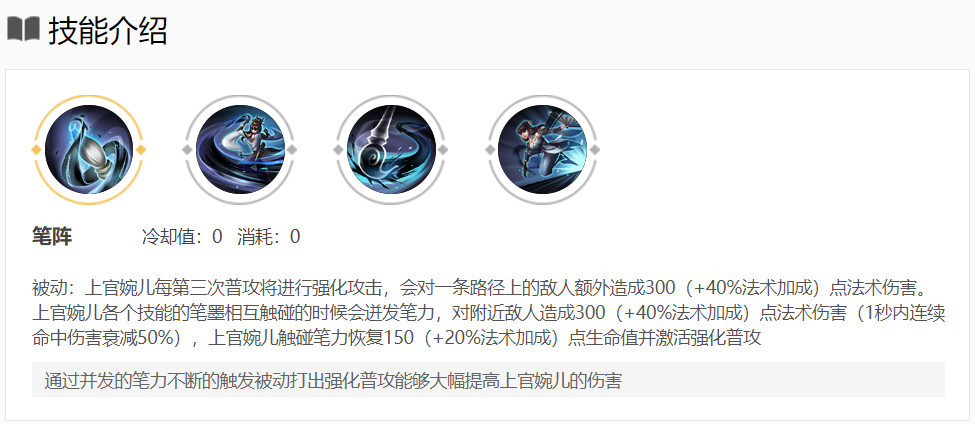 技能介绍
笔阵 冷却值：0 消耗：0
被动：上官婉儿每第三次普攻将进行强化攻击，会对一条路径上的敌人额外造成300（+40%法术加成）点法术伤害。
上官婉儿各个技能的笔墨相互触碰的时候会迸发笔力，对附近敌人造成300（+40%法术加成）点法术伤害（1秒内连续
命中伤害衰减50%），上官婉儿触碰笔力恢复150（+20%法术加成）点生命值并激活强化普攻
通过并发的笔力不断的触发被动打出强化普攻能够大幅提高上官婉儿的伤害